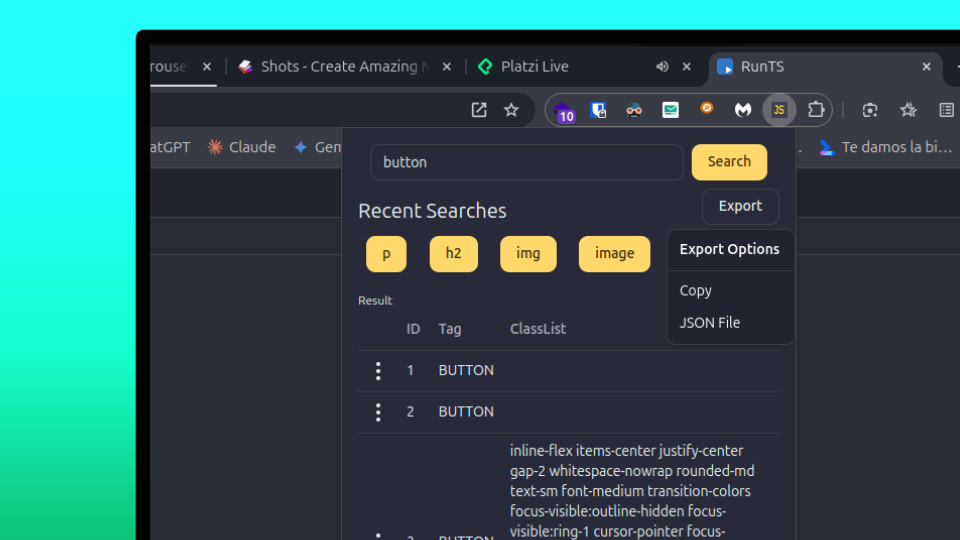 rouse
Shots - Create Amazing M
Platzi Live
RunTS
10
JS
atGPT
Claude
Gem
Te damos la bi...
button
Search
Export
Recent Searches
Export Options
p
h2
img
image
Copy
JSON File
Result
ID Tag ClassList
1 BUTTON
2 BUTTON
inline-flex items-center justify-center
gap-2 whitespace-nowrap rounded-md
text-sm font-medium transition-colors
focus-visible:outline-hidden focus-
visible:ring-1 cursor-pointer focus-
3 BUTTON